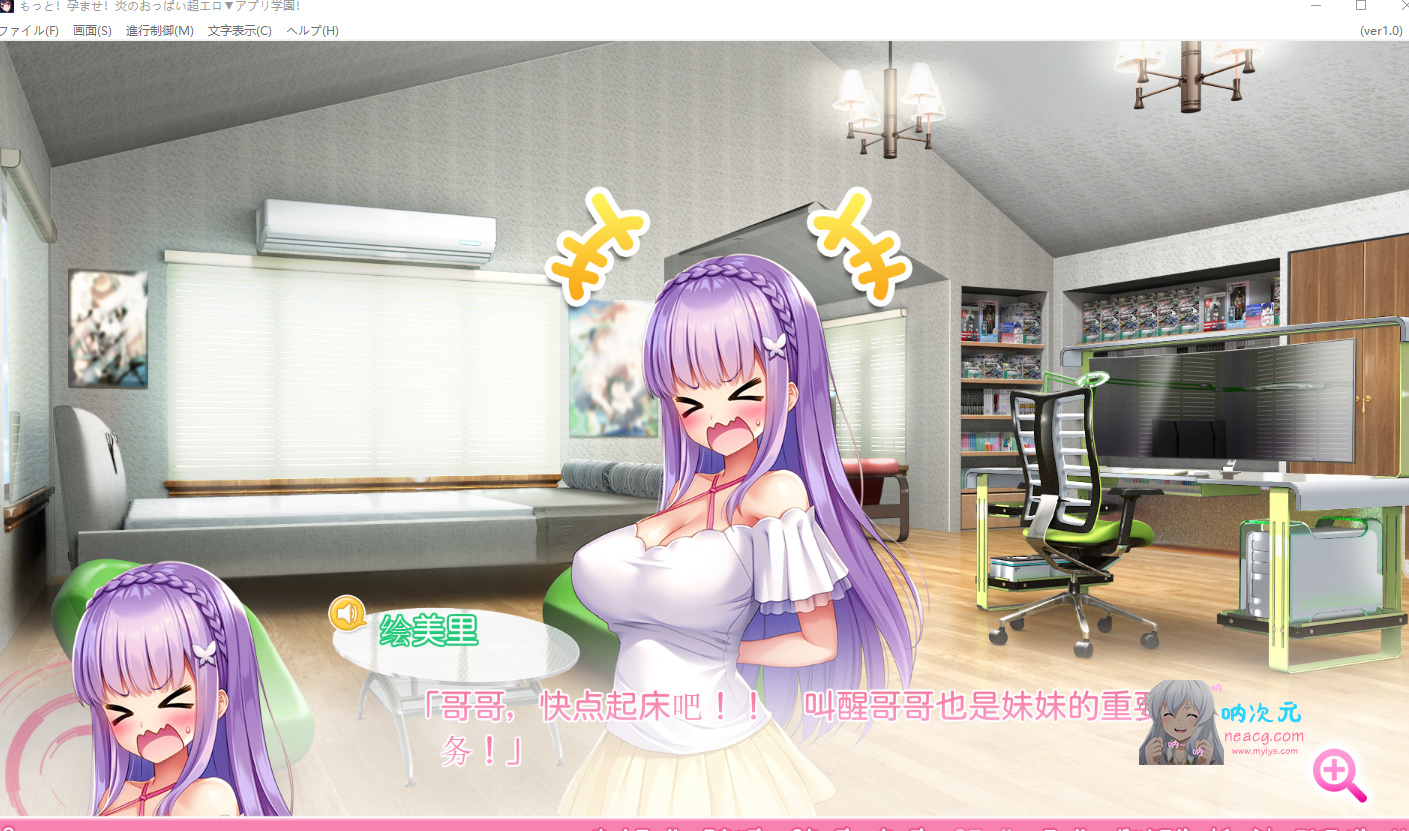 もっと！孕ませ！炎のおっぱい超エロ▼アプリ学園！
ファイル(F) 画面(S) 進行制御(M) 文字表示(C) ヘルプ(H) (ver1.0)
绘美里
「哥哥，快点起床吧！！ 叫醒哥哥也是妹妹的重要
务！」
呐
呐次元
呐~ 呐
neacg.com
www.mylys.com